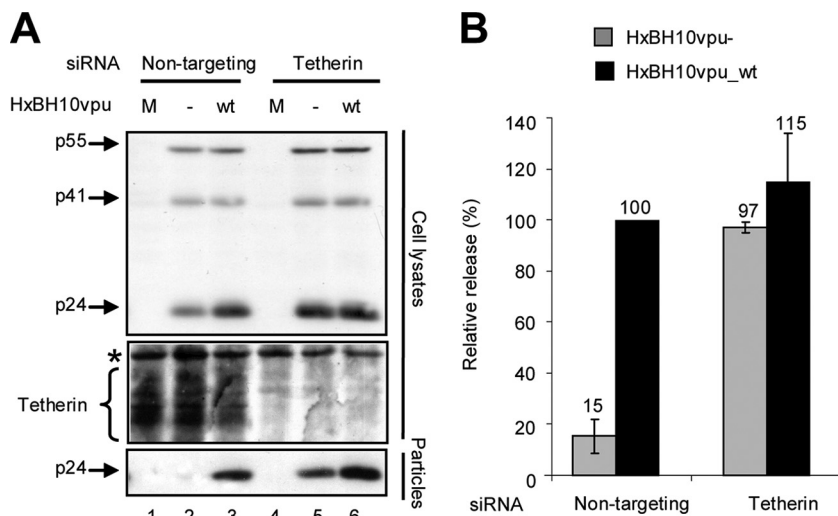 A
siRNA Non-targeting Tetherin
HxBH10vpu M - wt M - wt
p55
p41
p24
Cell lysates
*
Tetherin
p24
Particles
1 2 3 4 5 6
B
HxBH10vpu-
HxBH10vpu_wt
Relative release (%)
140
120
100
80
60
40
20
0
15
100
97
115
siRNA Non-targeting Tetherin